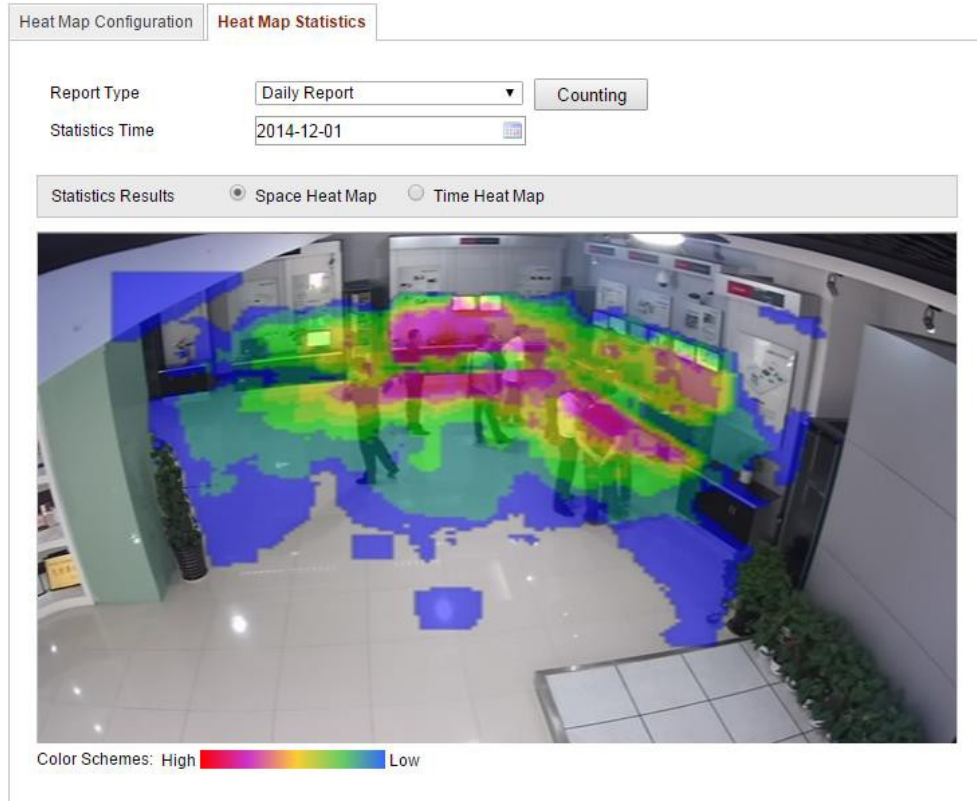 Heat Map Configuration
Heat Map Statistics
Report Type
Daily Report
Counting
Statistics Time
2014-12-01
Statistics Results
Space Heat Map
Time Heat Map
Color Schemes: High
Low